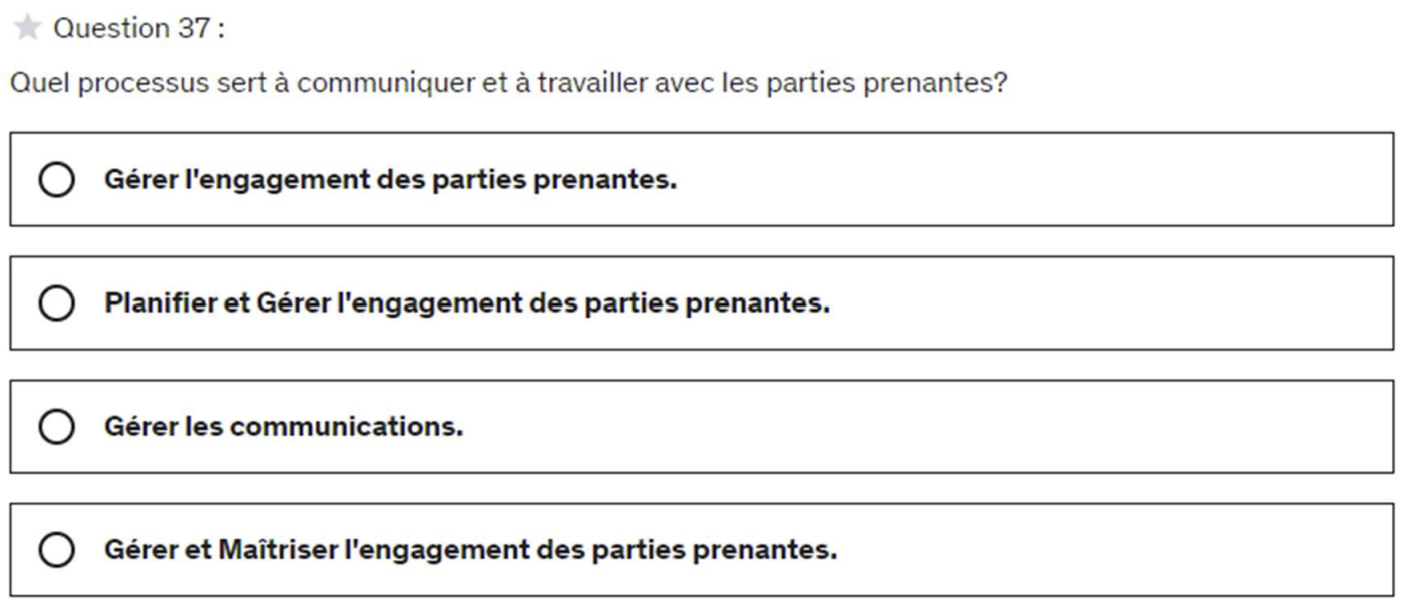 Question 37 :
Quel processus sert à communiquer et à travailler avec les parties prenantes?
Gérer l'engagement des parties prenantes.
Planifier et Gérer l'engagement des parties prenantes.
Gérer les communications.
Gérer et Maîtriser l'engagement des parties prenantes.